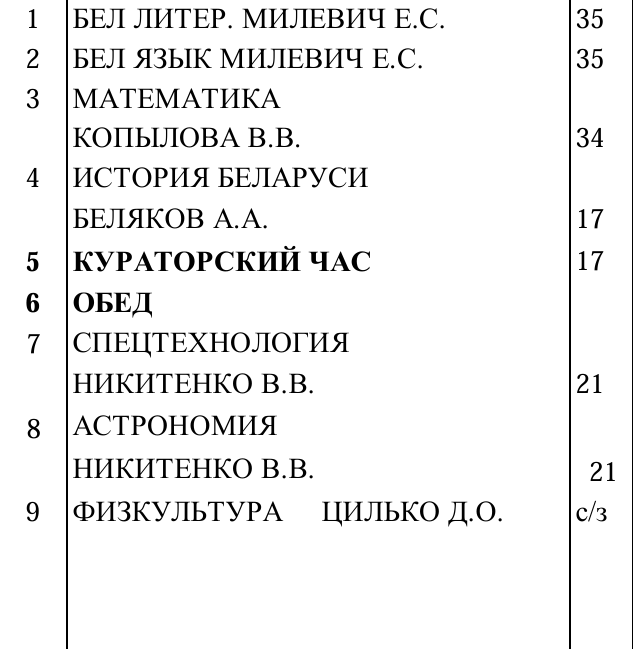 1 БЕЛ ЛИТЕР. МИЛЕВИЧ Е.С. 35
2 БЕЛ ЯЗЫК МИЛЕВИЧ Е.С. 35
3 МАТЕМАТИКА
КОПЫЛОВА В.В. 34
4 ИСТОРИЯ БЕЛАРУСИ
БЕЛЯКОВ А.А. 17
5 КУРАТОРСКИЙ ЧАС 17
6 ОБЕД
7 СПЕЦТЕХНОЛОГИЯ
НИКИТЕНКО В.В. 21
8 АСТРОНОМИЯ
НИКИТЕНКО В.В. 21
9 ФИЗКУЛЬТУРА ЦИЛЬКО Д.О. с/з